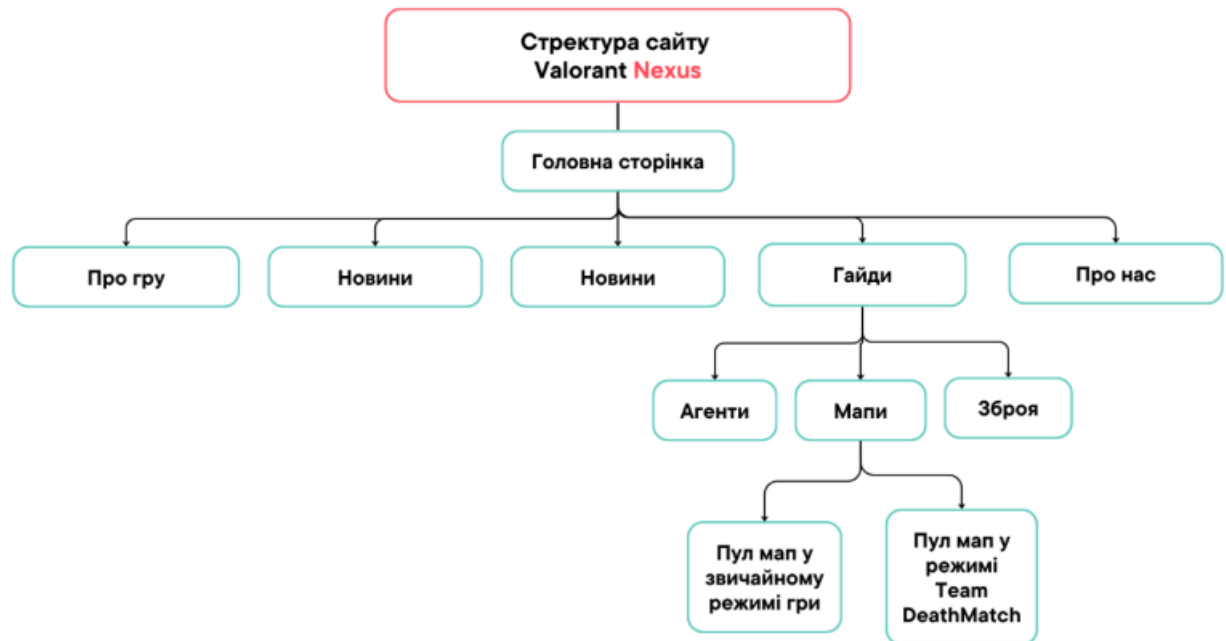 Стректура сайту
Valorant Nexus
Головна сторінка
Про гру
Новини
Новини
Гайди
Про нас
Агенти
Мапи
Зброя
Пул мап у
звичайному
режимі гри
Пул мап у
режимі
Team
DeathMatch